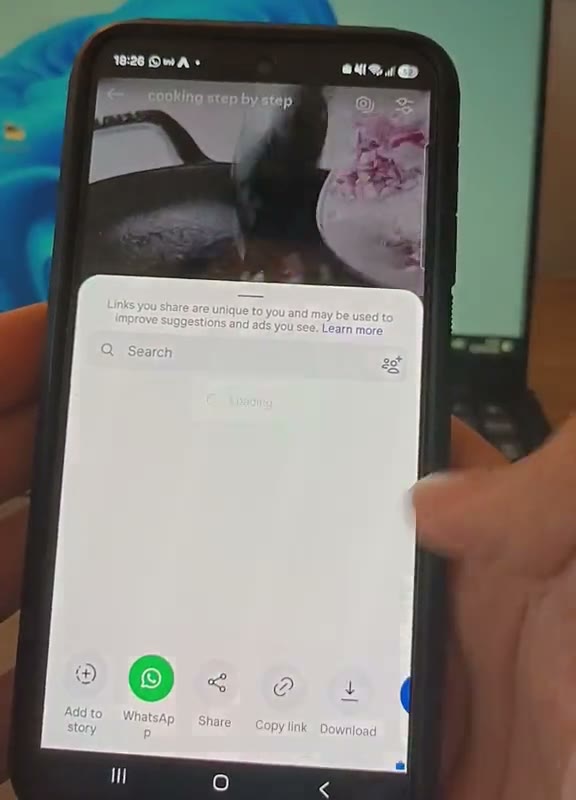 18:26
cooking step by step
Links you share are unique to you and may be used to
improve suggestions and ads you see. Learn more
Search
Loading
Add to
story
WhatsAp
p
Share
Copy link
Download